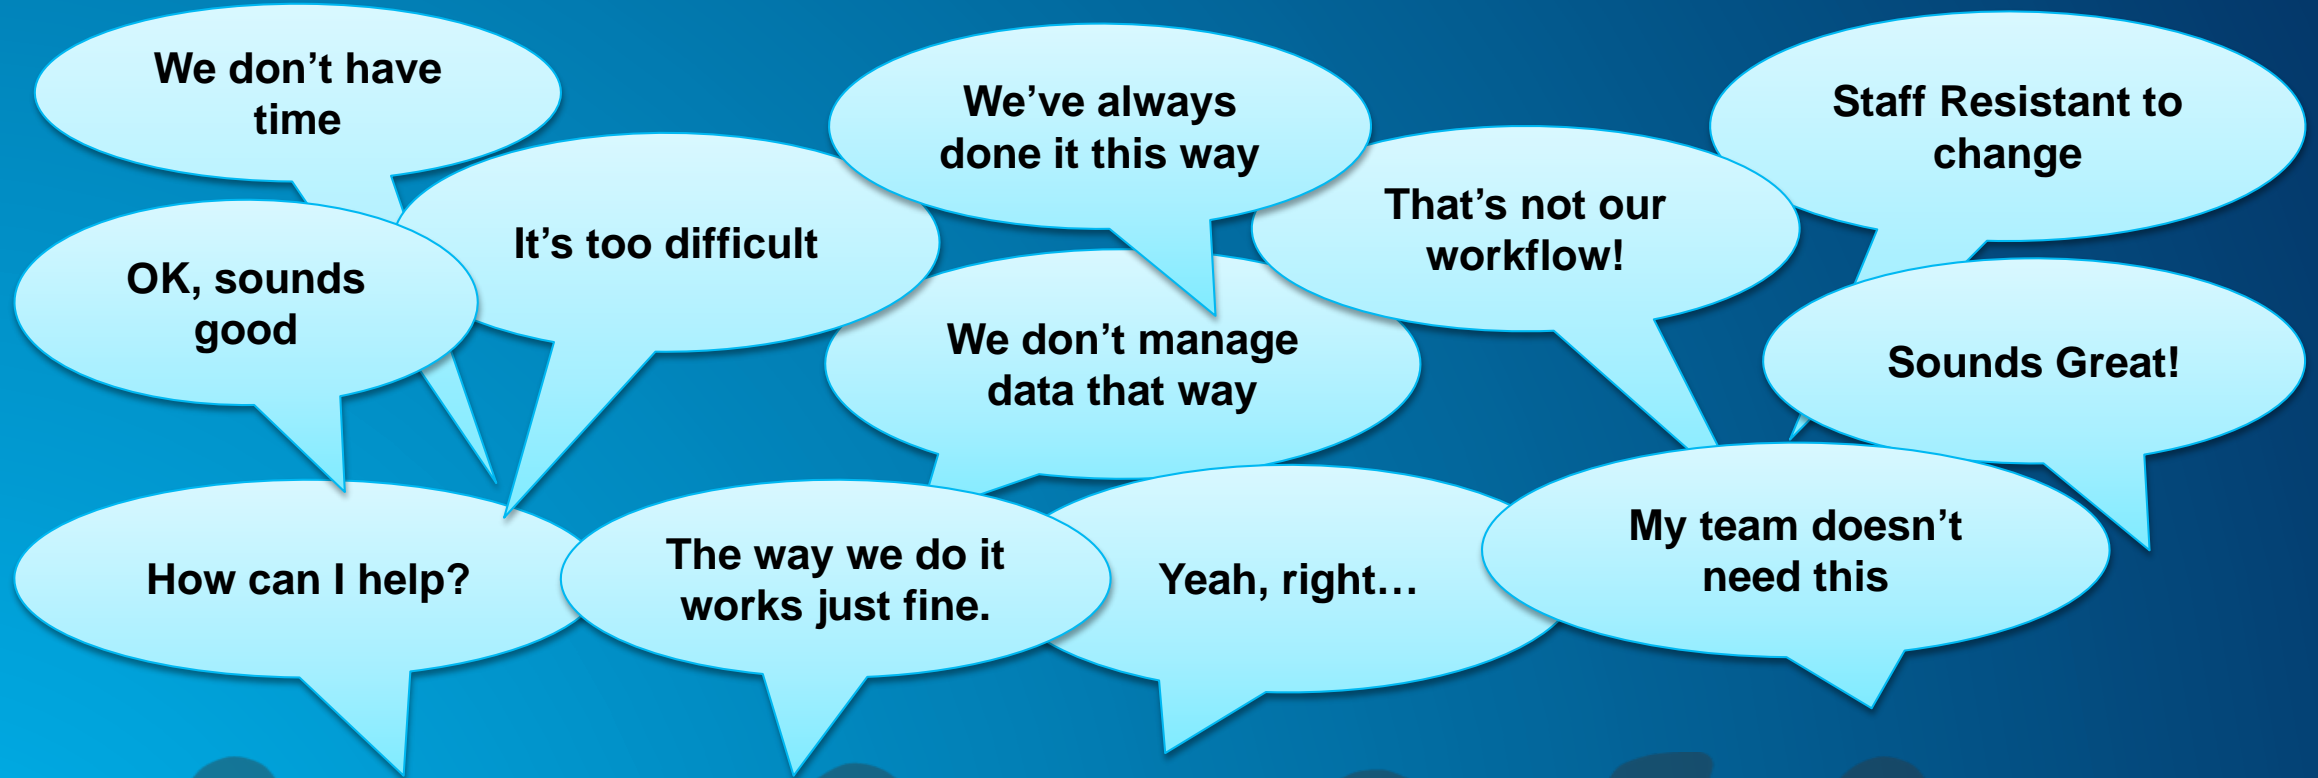 We don’t have
time
We’ve always
done it this way
Staff Resistant to
change
It’s too difficult
That’s not our
workflow!
OK, sounds
good
We don’t manage
data that way
Sounds Great!
How can I help?
The way we do it
works just fine.
Yeah, right…
My team doesn’t
need this